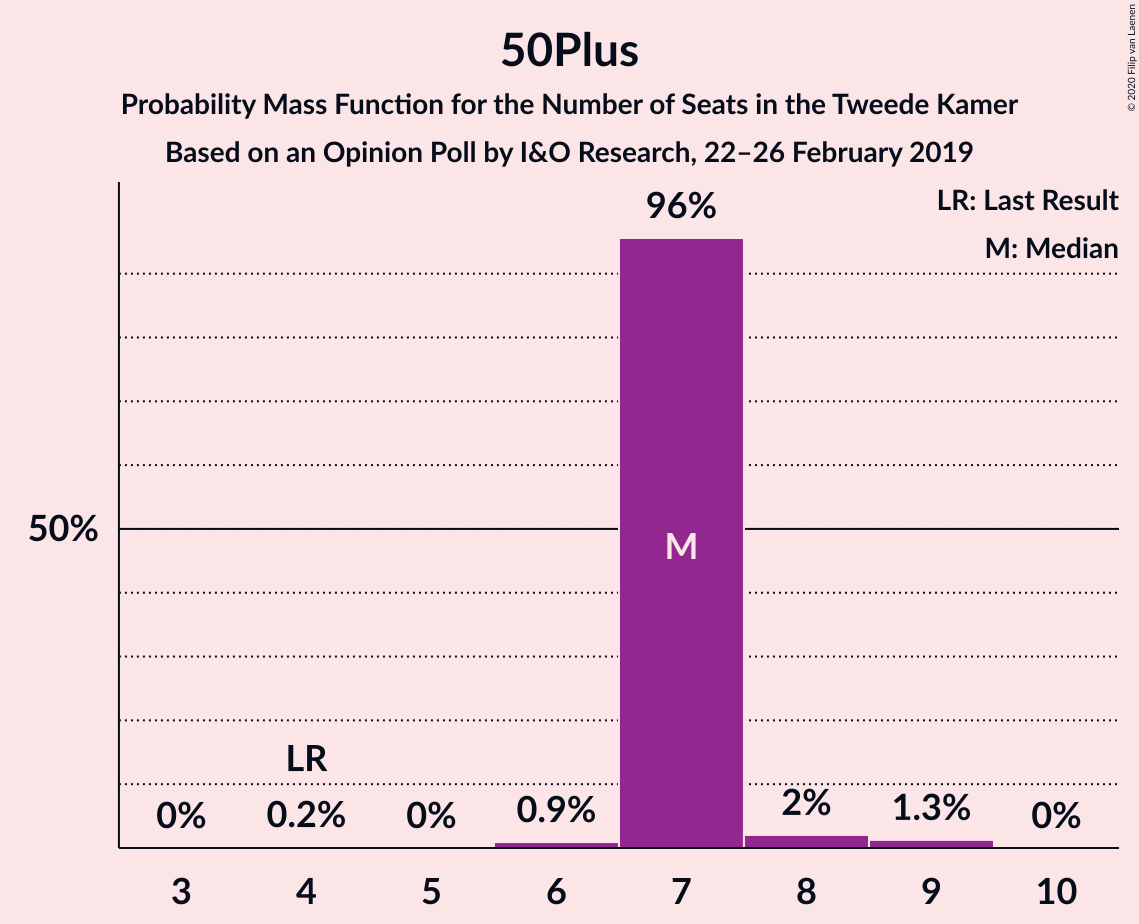 50Plus
Probability Mass Function for the Number of Seats in the Tweede Kamer
Based on an Opinion Poll by I&O Research, 22–26 February 2019
© 2020 Filip van Laenen
LR: Last Result
M: Median
96%
50%
M
LR
0% 0.2% 0% 0.9% 2% 1.3% 0%
3 4 5 6 7 8 9 10